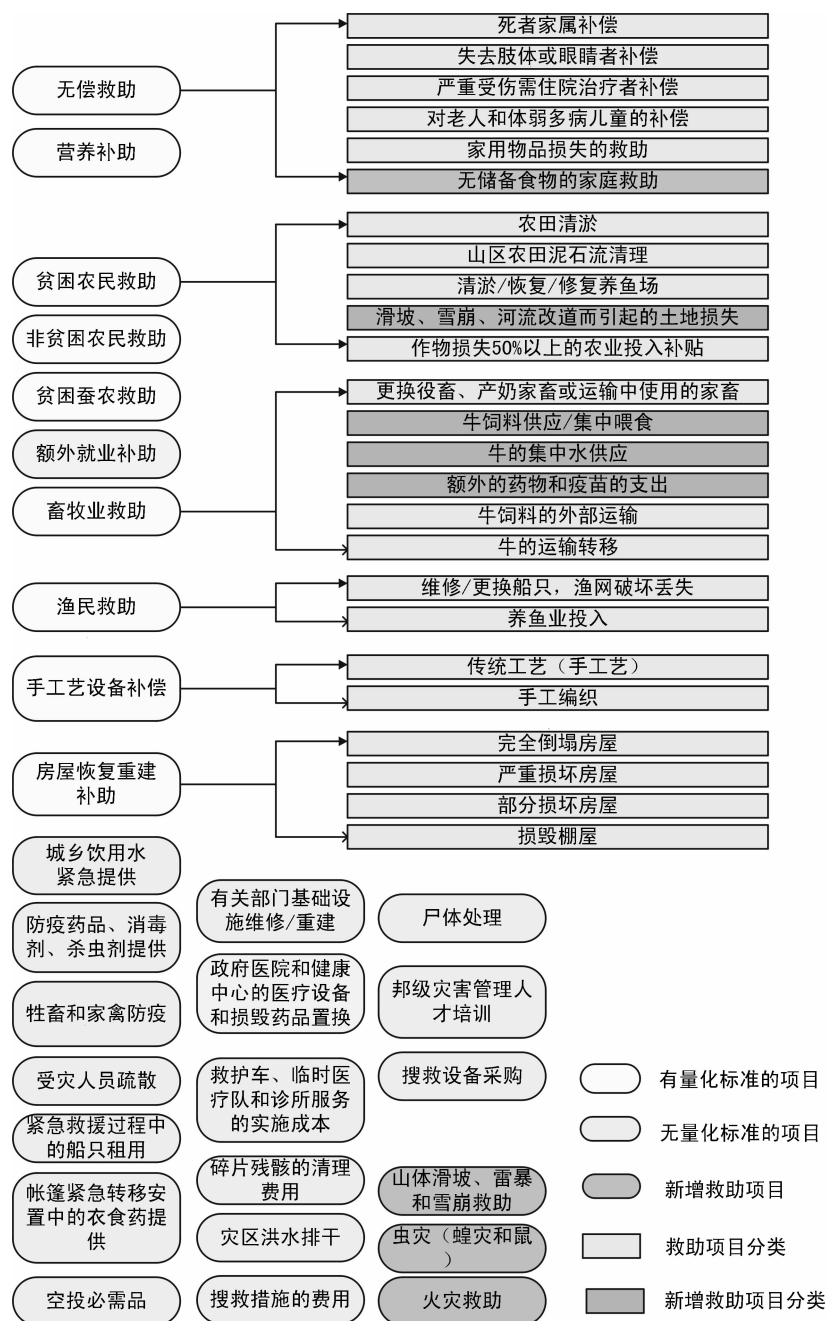 死者家属补偿
失去肢体或眼睛者补偿
严重受伤需住院治疗者补偿
对老人和体弱多病儿童的补偿
家用物品损失的救助
无储备食物的家庭救助
无偿救助
营养补助
农田清淤
山区农田泥石流清理
清淤/恢复/修复养鱼场
滑坡、雪崩、河流改道而引起的土地损失
作物损失50%以上的农业投入补贴
贫困农民救助
非贫困农民救助
贫困蚕农救助
额外就业补助
畜牧业救助
更换役畜、产奶家畜或运输中使用的家畜
牛饲料供应/集中喂食
牛的集中水供应
额外的药物和疫苗的支出
牛饲料的外部运输
牛的运输转移
渔民救助
维修/更换船只，渔网破坏丢失
养鱼业投入
手工艺设备补偿
传统工艺（手工艺）
手工编织
房屋恢复重建
补助
完全倒塌房屋
严重损坏房屋
部分损坏房屋
损毁棚屋
城乡饮用水
紧急提供
防疫药品、消毒
剂、杀虫剂提供
牲畜和家禽防疫
受灾人员疏散
紧急救援过程中
的船只租用
帐篷紧急转移安
置中的衣食药提
供
空投必需品
有关部门基础设
施维修/重建
政府医院和健康
中心的医疗设备
和损毁药品置换
救护车、临时医
疗队和诊所服务
的实施成本
碎片残骸的清理
费用
灾区洪水排干
搜救措施的费用
尸体处理
邦级灾害管理人
才培训
搜救设备采购
山体滑坡、雷暴
和雪崩救助
虫灾（蝗灾和鼠
）
火灾救助
有量化标准的项目
无量化标准的项目
新增救助项目
救助项目分类
新增救助项目分类